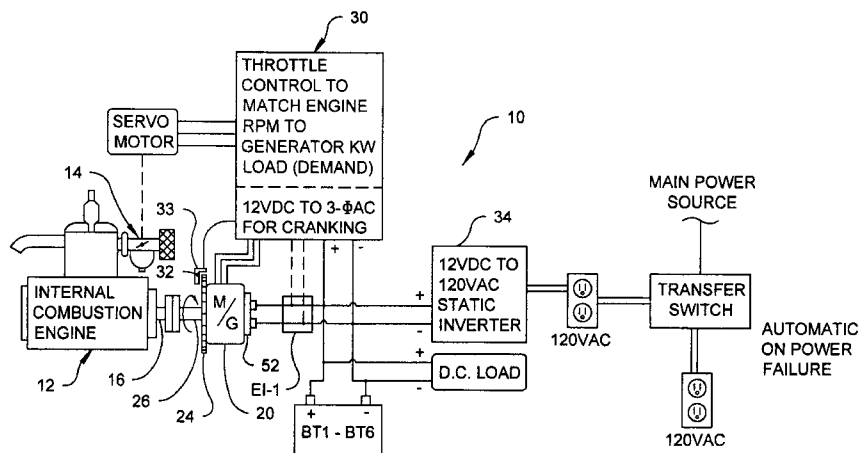 30
THROTTLE
CONTROL TO
MATCH ENGINE
RPM TO
GENERATOR KW
LOAD (DEMAND)
12VDC TO 3-ΦAC
FOR CRANKING
SERVO
MOTOR
10
14
33
32
MAIN POWER
SOURCE
34
12VDC TO
120VAC
STATIC
INVERTER
TRANSFER
SWITCH
120VAC
AUTOMATIC
ON POWER
FAILURE
INTERNAL
COMBUSTION
ENGINE
M/G
+
-
+
-
+
-
D.C. LOAD
12
16
26
24
20
52
EI-1
+
-
BT1 - BT6
120VAC